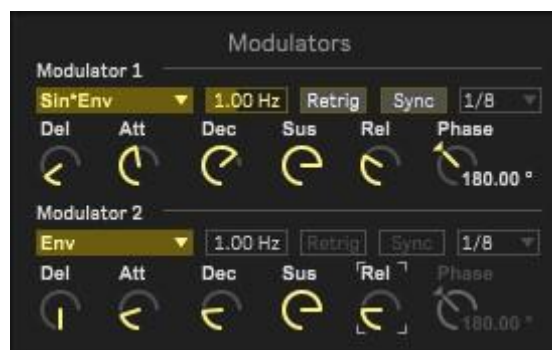 Modulators
Modulator 1
Sin*Env 1.00 Hz Retrig Sync 1/8
Del Att Dec Sus Rel Phase
180.00 °
Modulator 2
Env 1.00 Hz Retrig Sync 1/8
Del Att Dec Sus Rel Phase
180.00 °